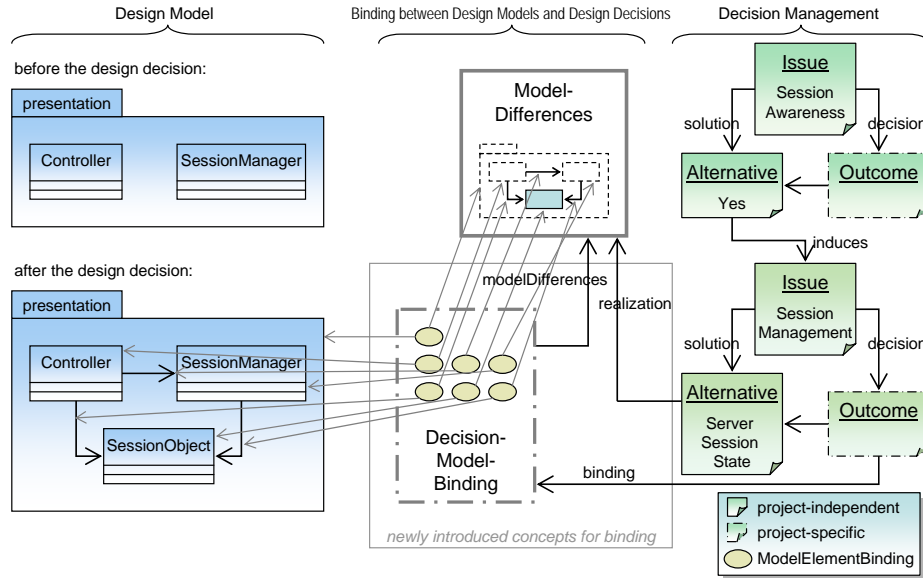 Design Model
Binding between Design Models and Design Decisions
Decision Management
before the design decision:
presentation
Controller
SessionManager
after the design decision:
presentation
Controller
SessionManager
SessionObject
Model-
Differences
modelDifferences
realization
Decision-
Model-
Binding
binding
newly introduced concepts for binding
Issue
Session
Awareness
solution
decision
Alternative
Yes
Outcome
induces
Issue
Session
Management
solution
decision
Alternative
Server
Session
State
Outcome
project-independent
project-specific
ModelElementBinding